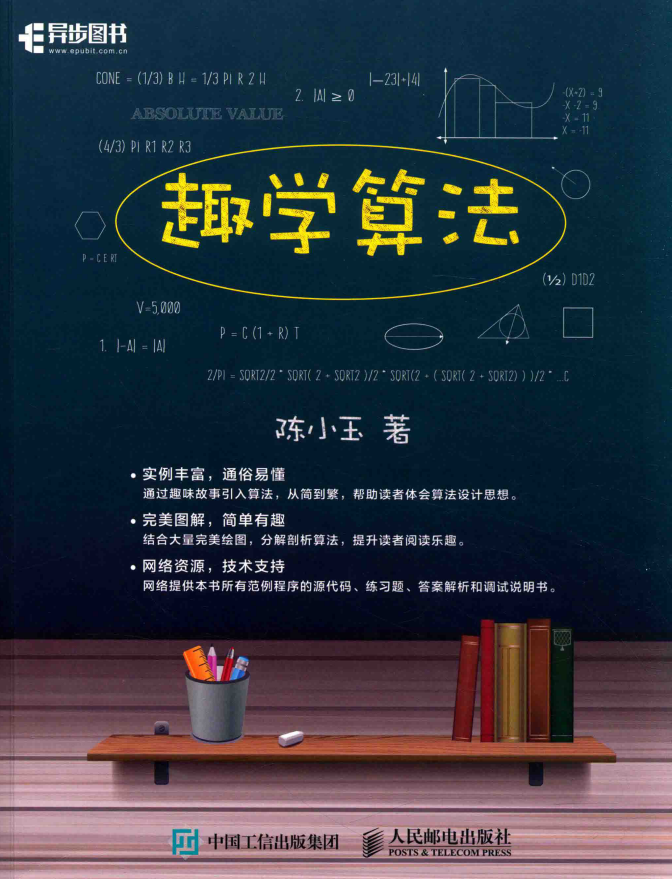 异步图书
www.epubit.com.cn
CONE = (1/3) B H = 1/3 PI R 2 H
2. |A| ≥ 0
|-23|+|4|
-(X+2) = 9
-X -2 = 9
-X = 11
X = -11
ABSOLUTE VALUE
(4/3) PI R1 R2 R3
趣学算法
P = C E RT
(½) D1D2
V=5,000
P = C (1 + R) T
1. |-A| = |A|
2/PI = SQRT2/2 * SQRT( 2 + SQRT2 )/2 * SQRT(2 + ( SQRT( 2 + SQRT2) ) )/2 * ...C
陈小玉 著
• 实例丰富，通俗易懂
通过趣味故事引入算法，从简到繁，帮助读者体会算法设计思想。
• 完美图解，简单有趣
结合大量完美绘图，分解剖析算法，提升读者阅读乐趣。
• 网络资源，技术支持
网络提供本书所有范例程序的源代码、练习题、答案解析和调试说明书。
中国工信出版集团
人民邮电出版社
POSTS & TELECOM PRESS